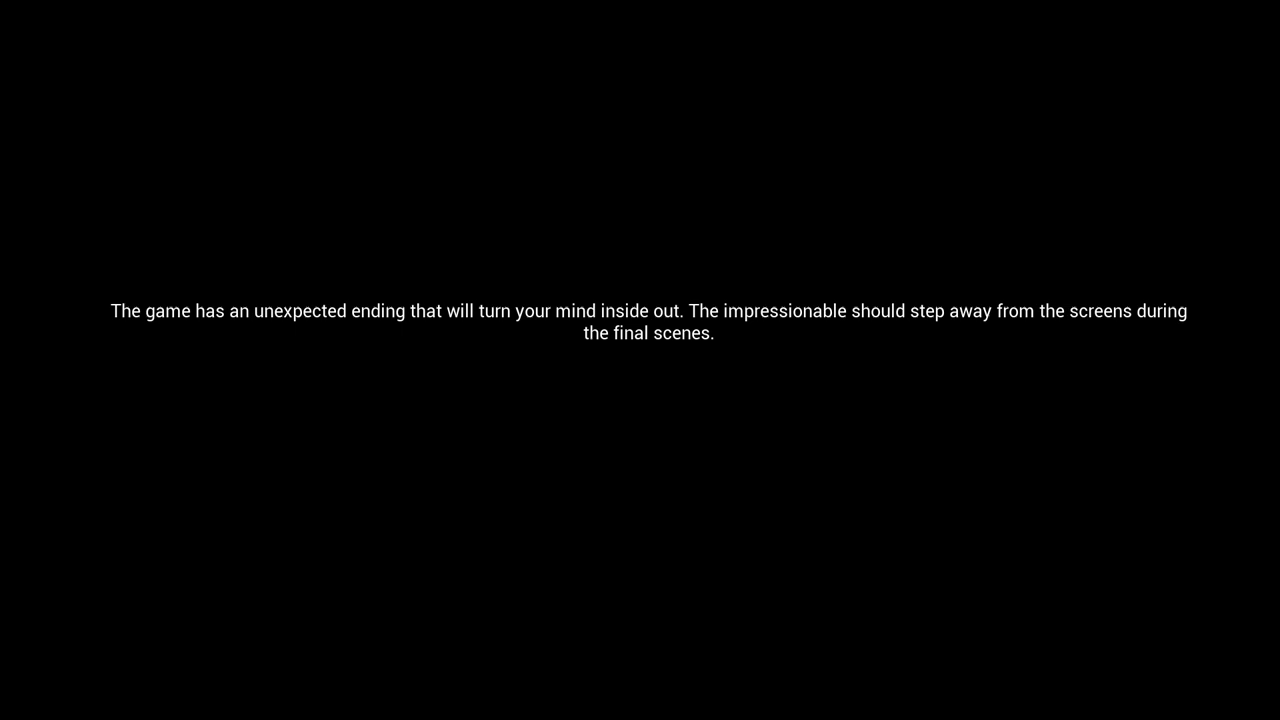 The game has an unexpected ending that will turn your mind inside out. The impressionable should step away from the screens during
the final scenes.